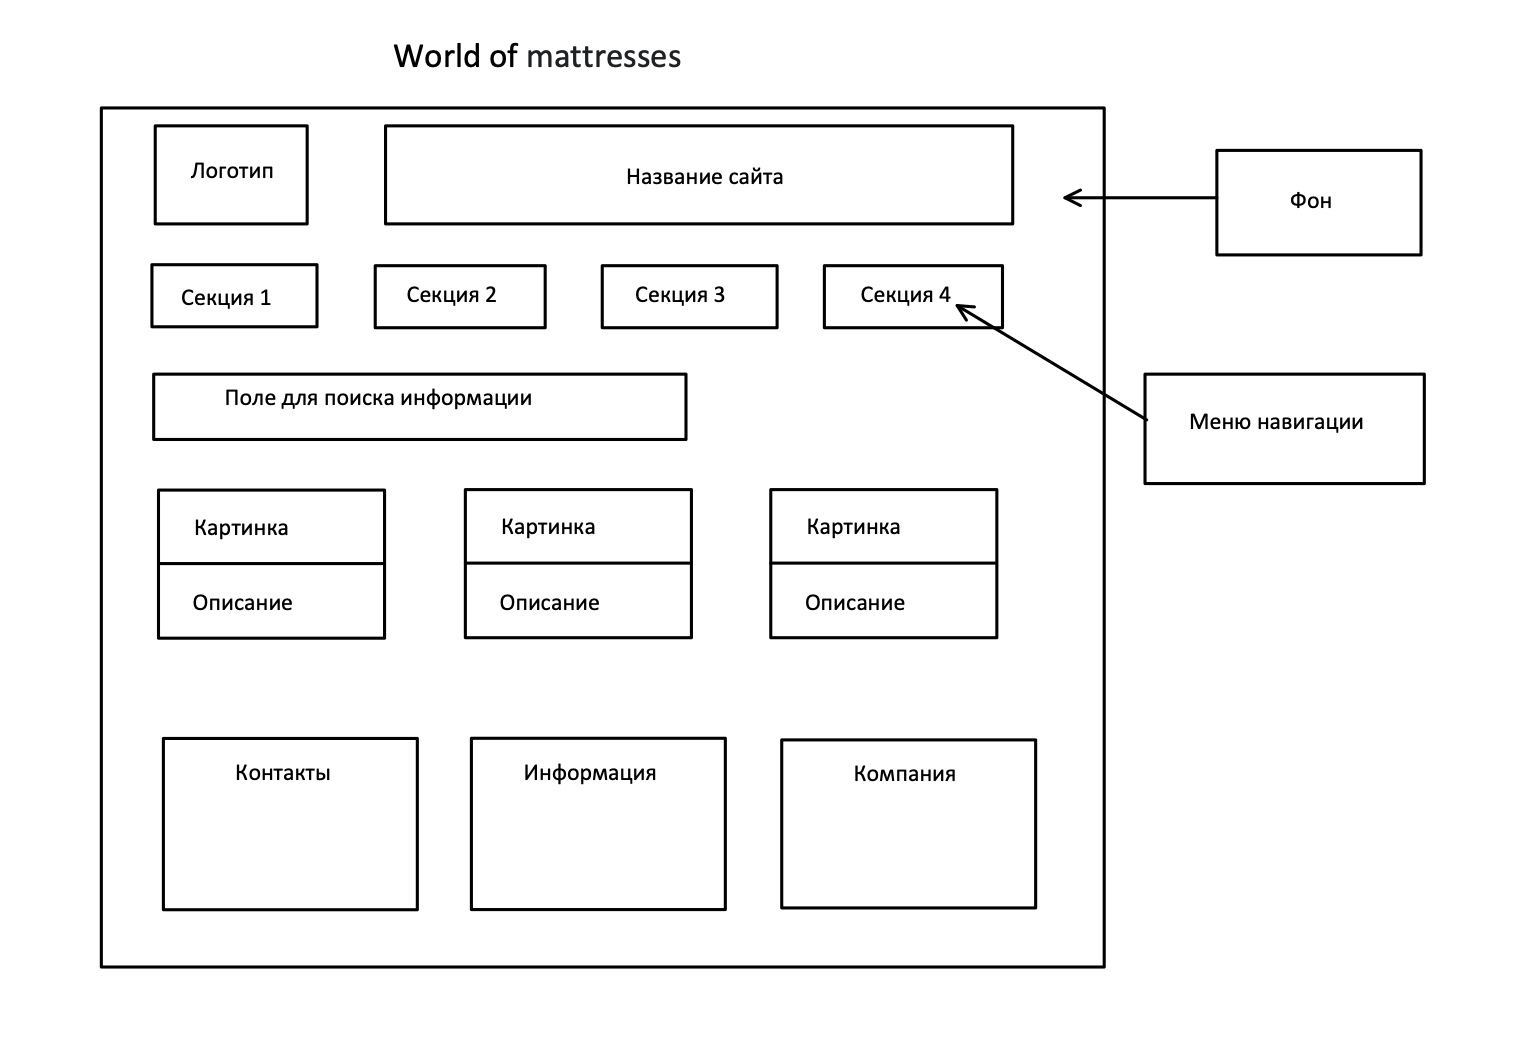 World of mattresses
Логотип
Название сайта
Фон
Секция 1
Секция 2
Секция 3
Секция 4
Поле для поиска информации
Меню навигации
Картинка
Картинка
Картинка
Описание
Описание
Описание
Контакты
Информация
Компания